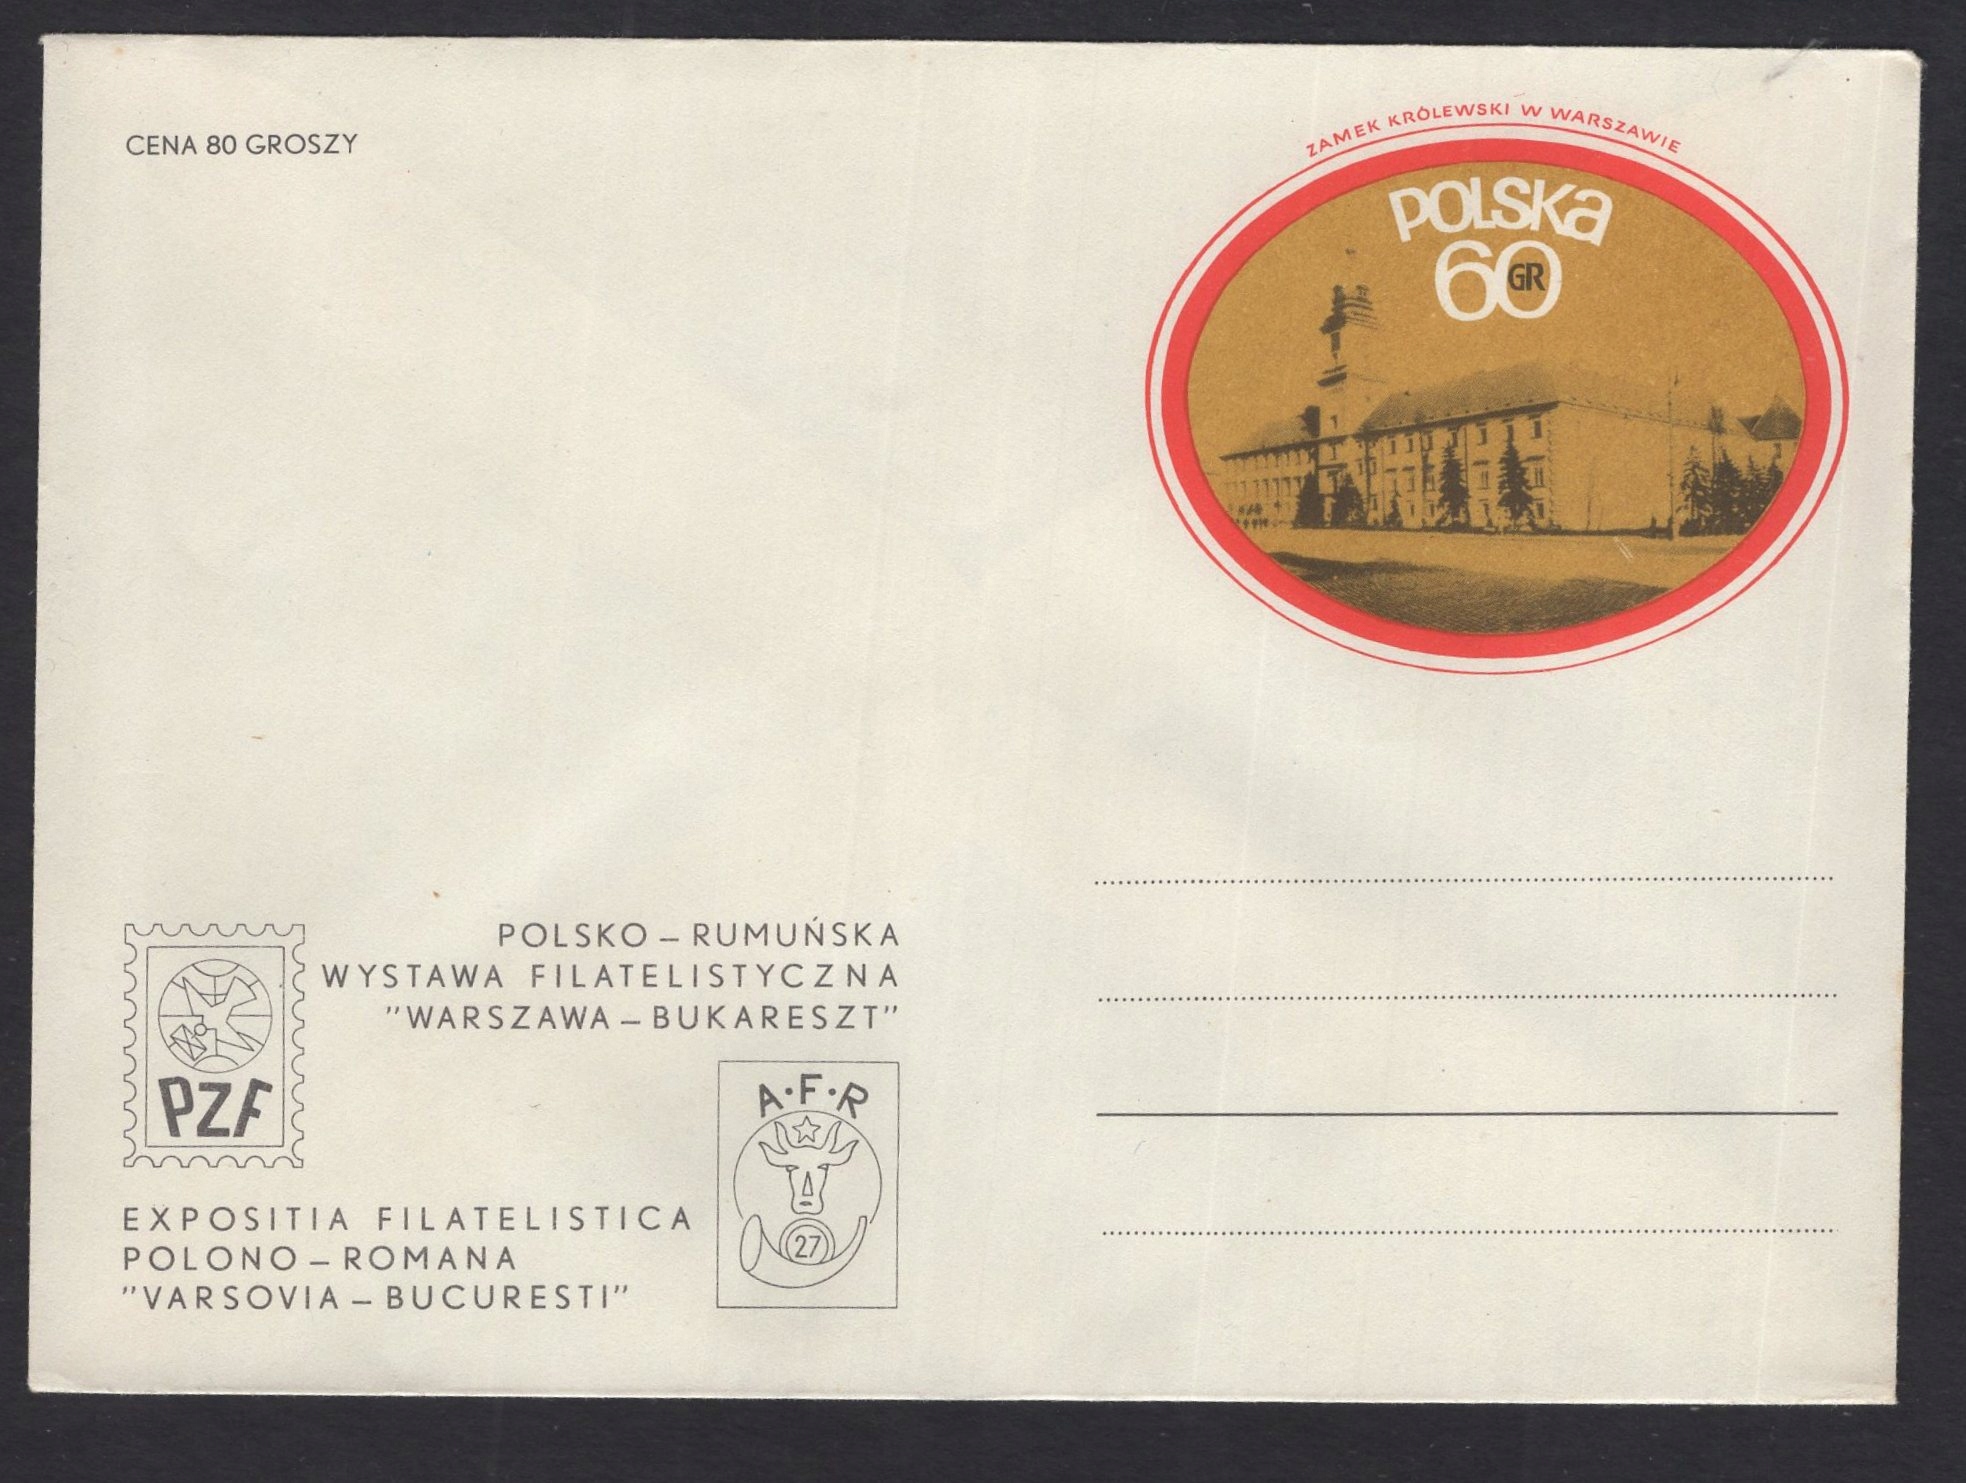 CENA 80 GROSZY
ZAMEK KRÓLEWSKI W WARSZAWIE
POLSKA
60 GR
POLSKO – RUMUŃSKA
WYSTAWA FILATELISTYCZNA
"WARSZAWA – BUKARESZT"
PZF
A·F·R
27
EXPOSITIA FILATELISTICA
POLONO – ROMANA
"VARSOVIA – BUCURESTI"